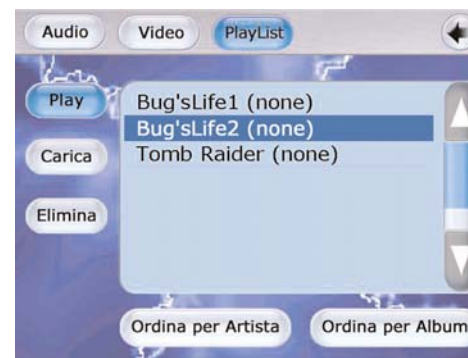 Audio Video PlayList
Play
Bug'sLife1 (none)
Bug'sLife2 (none)
Carica
Tomb Raider (none)
Elimina
Ordina per Artista Ordina per Album